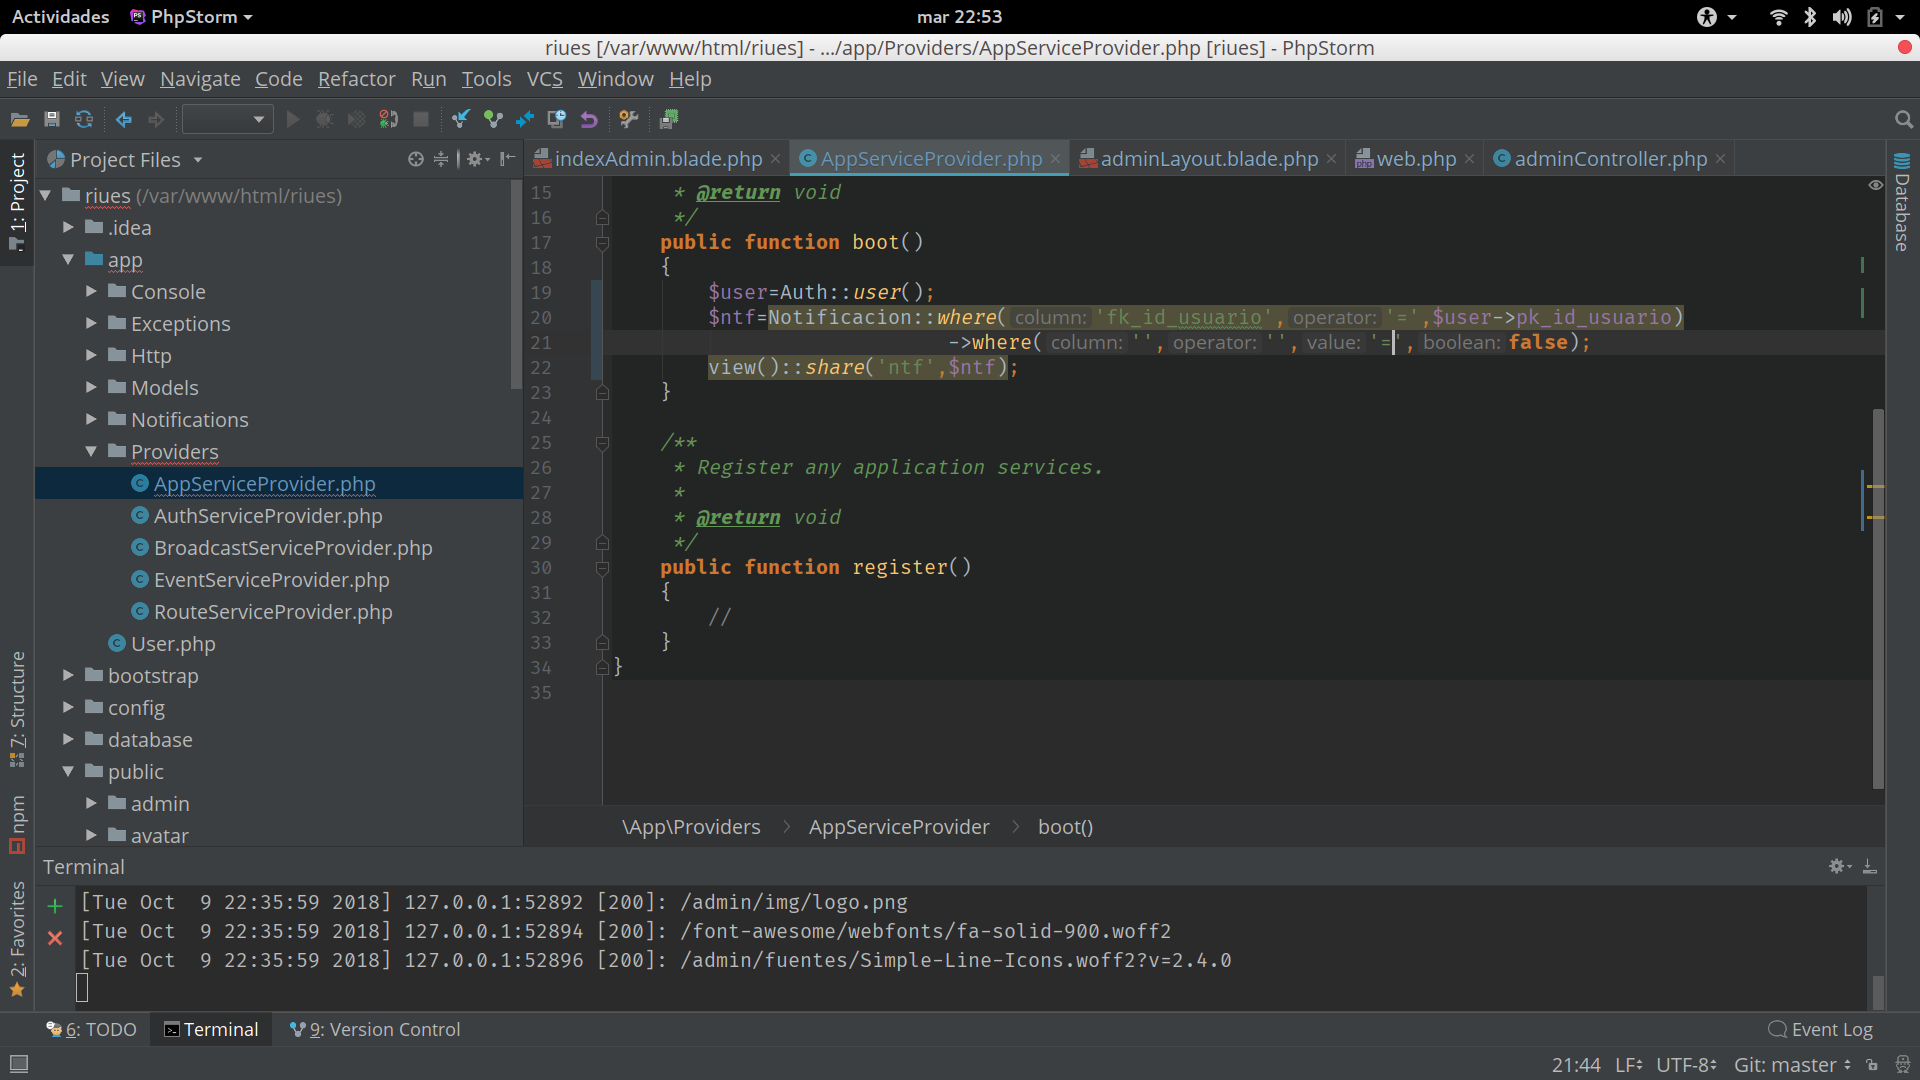 Actividades PhpStorm mar 22:53
riues [/var/www/html/riues] - .../app/Providers/AppServiceProvider.php [riues] - PhpStorm
File Edit View Navigate Code Refactor Run Tools VCS Window Help
Project Files
indexAdmin.blade.php AppServiceProvider.php adminLayout.blade.php web.php adminController.php
1: Project
7: Structure
npm
2: Favorites
Database
riues (/var/www/html/riues)
.idea
app
Console
Exceptions
Http
Models
Notifications
Providers
AppServiceProvider.php
AuthServiceProvider.php
BroadcastServiceProvider.php
EventServiceProvider.php
RouteServiceProvider.php
User.php
bootstrap
config
database
public
admin
avatar
15 * @return void
16 */
17 public function boot()
18 {
19 $user=Auth::user();
20 $ntf=Notificacion::where( column: 'fk_id_usuario', operator: '=',$user->pk_id_usuario)
21 ->where( column: '', operator: '', value: '=', boolean: false);
22 view()::share('ntf',$ntf);
23 }
24
25 /**
26 * Register any application services.
27 *
28 * @return void
29 */
30 public function register()
31 {
32 //
33 }
34 }
35
\App\Providers AppServiceProvider boot()
Terminal
[Tue Oct  9 22:35:59 2018] 127.0.0.1:52892 [200]: /admin/img/logo.png
[Tue Oct  9 22:35:59 2018] 127.0.0.1:52894 [200]: /font-awesome/webfonts/fa-solid-900.woff2
[Tue Oct  9 22:35:59 2018] 127.0.0.1:52896 [200]: /admin/fuentes/Simple-Line-Icons.woff2?v=2.4.0
6: TODO Terminal 9: Version Control Event Log
21:44 LF UTF-8 Git: master